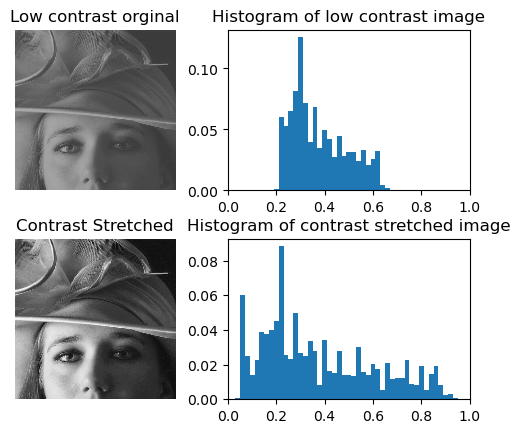 Low contrast orginal
Histogram of low contrast image
0.10
0.05
0.00
0.0 0.2 0.4 0.6 0.8 1.0
Contrast Stretched
Histogram of contrast stretched image
0.08
0.06
0.04
0.02
0.00
0.0 0.2 0.4 0.6 0.8 1.0